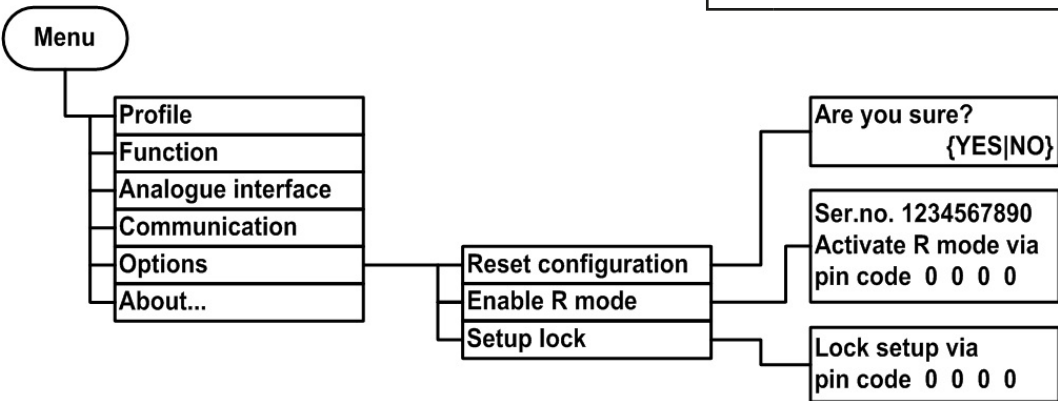 Menu
Profile
Function
Analogue interface
Communication
Options
About...
Reset configuration
Enable R mode
Setup lock
Are you sure?
{YES|NO}
Ser.no. 1234567890
Activate R mode via
pin code 0 0 0 0
Lock setup via
pin code 0 0 0 0